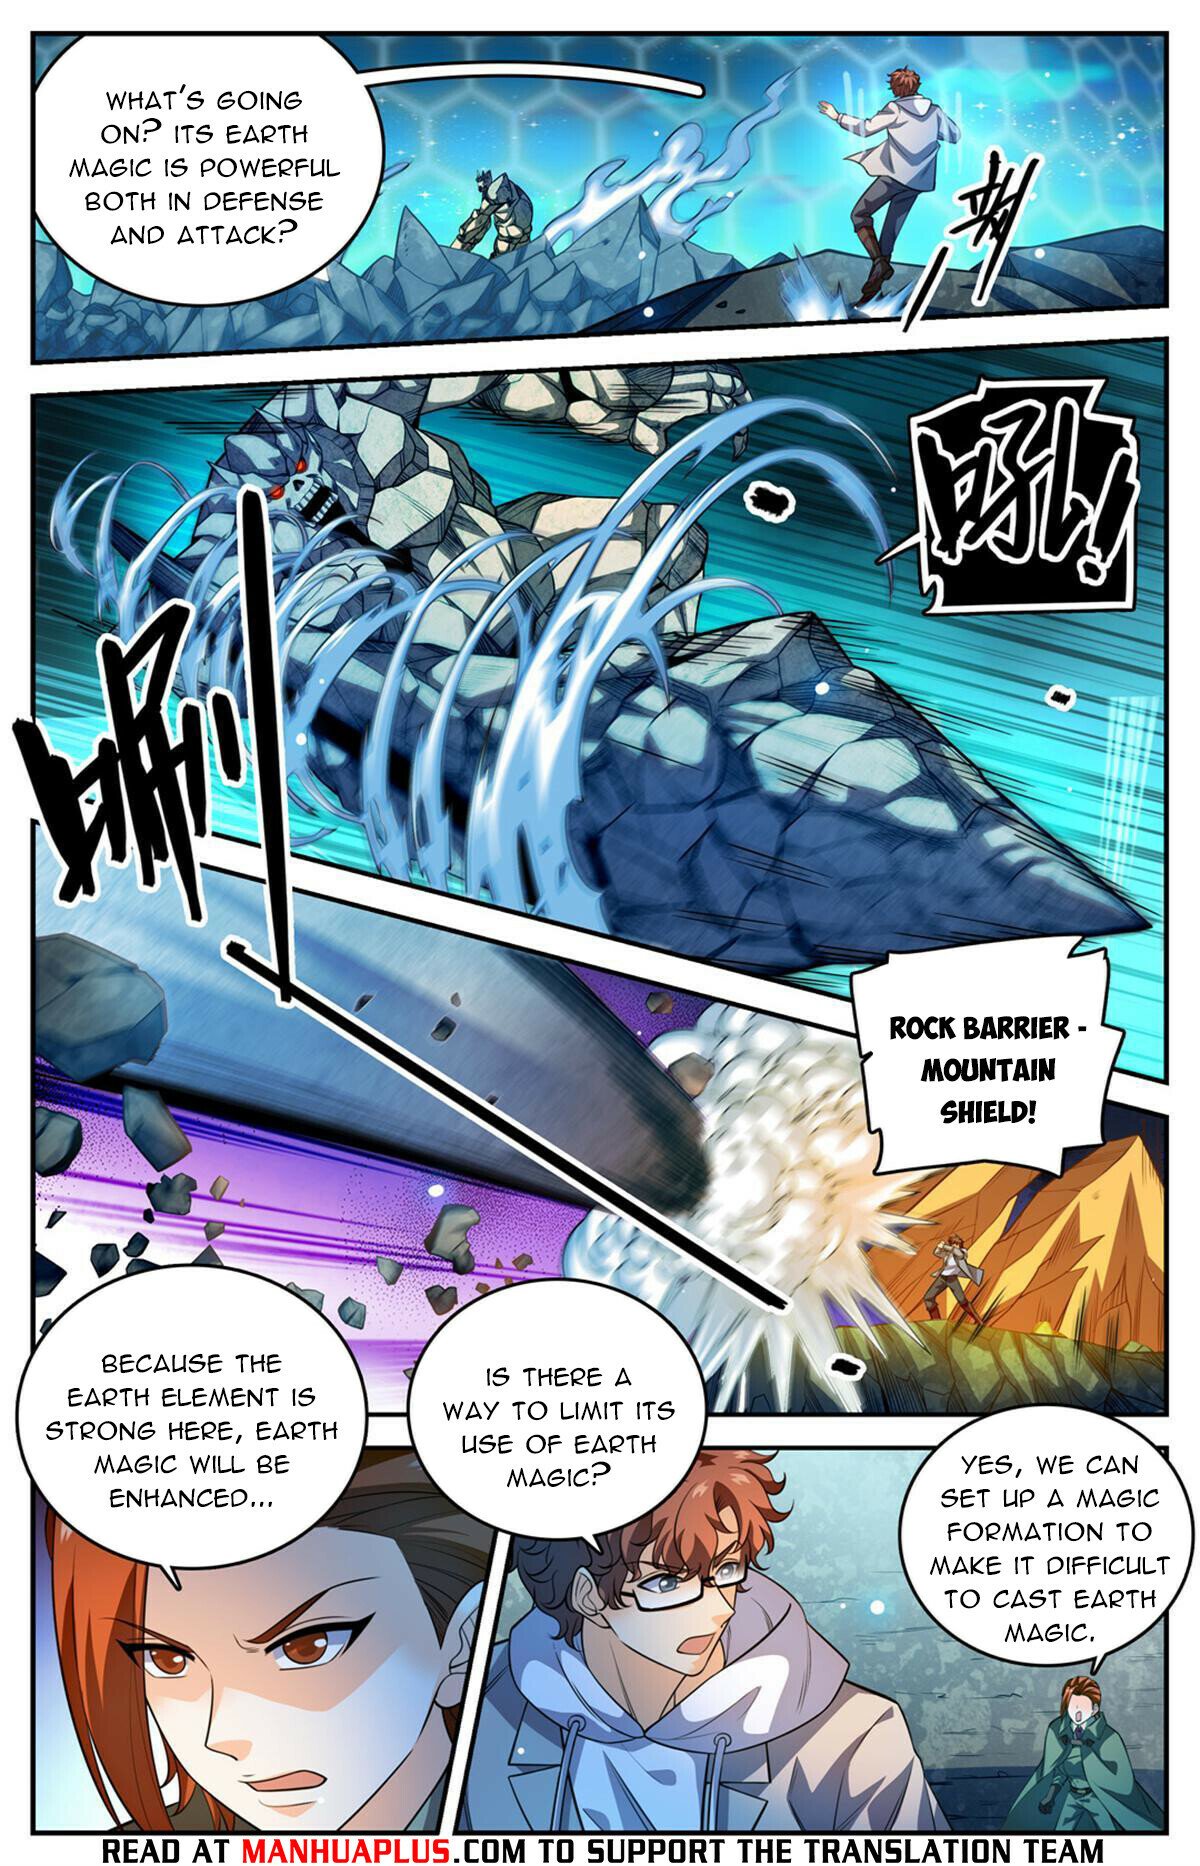 WHAT'S GOING
ON? ITS EARTH
MAGIC IS POWERFUL
BOTH IN DEFENSE
AND ATTACK?
吼!
唰
ROCK BARRIER -
MOUNTAIN
SHIELD!
BECAUSE THE
EARTH ELEMENT IS
STRONG HERE, EARTH
MAGIC WILL BE
ENHANCED...
IS THERE A
WAY TO LIMIT ITS
USE OF EARTH
MAGIC?
YES, WE CAN
SET UP A MAGIC
FORMATION TO
MAKE IT DIFFICULT
TO CAST EARTH
MAGIC.
READ AT MANHUAPLUS.COM TO SUPPORT THE TRANSLATION TEAM